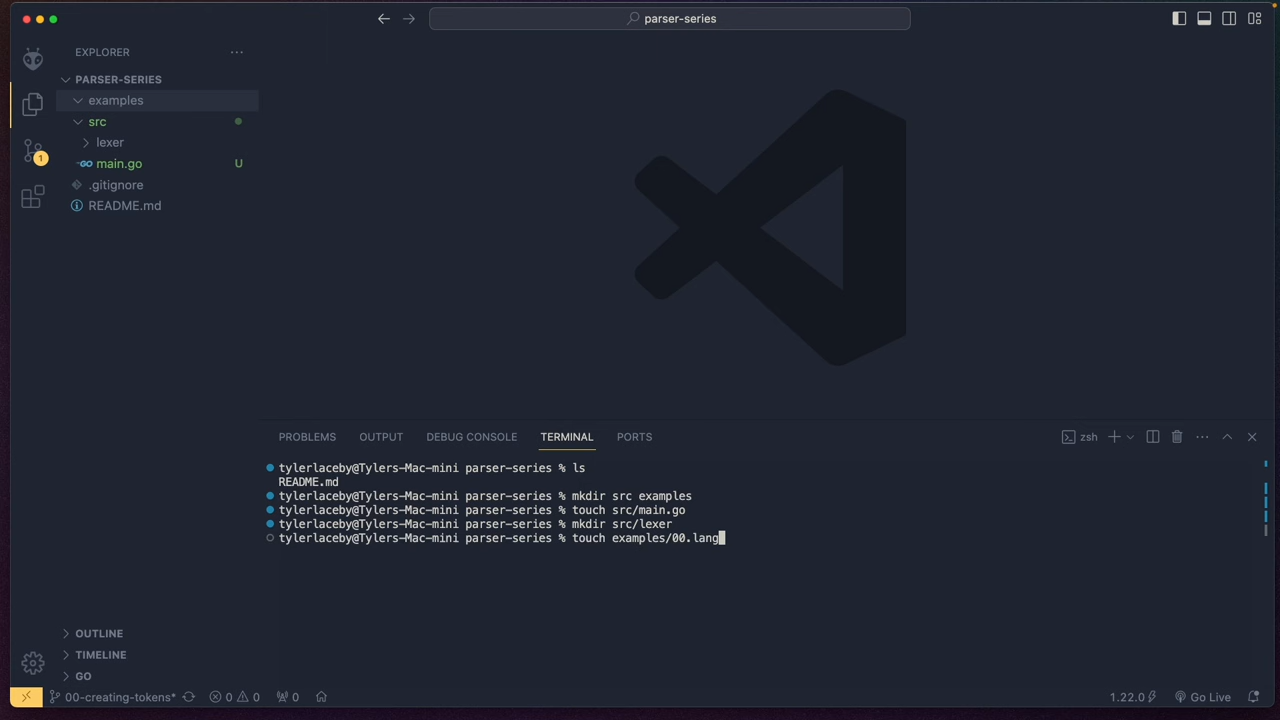 parser-series
EXPLORER
PARSER-SERIES
examples
src
lexer
main.go U
.gitignore
README.md
1
OUTLINE
TIMELINE
GO
PROBLEMS OUTPUT DEBUG CONSOLE TERMINAL PORTS
zsh
tylerlaceby@Tylers-Mac-mini parser-series % ls
README.md
tylerlaceby@Tylers-Mac-mini parser-series % mkdir src examples
tylerlaceby@Tylers-Mac-mini parser-series % touch src/main.go
tylerlaceby@Tylers-Mac-mini parser-series % mkdir src/lexer
tylerlaceby@Tylers-Mac-mini parser-series % touch examples/00.lang
00-creating-tokens* 0 0 0 1.22.0 Go Live